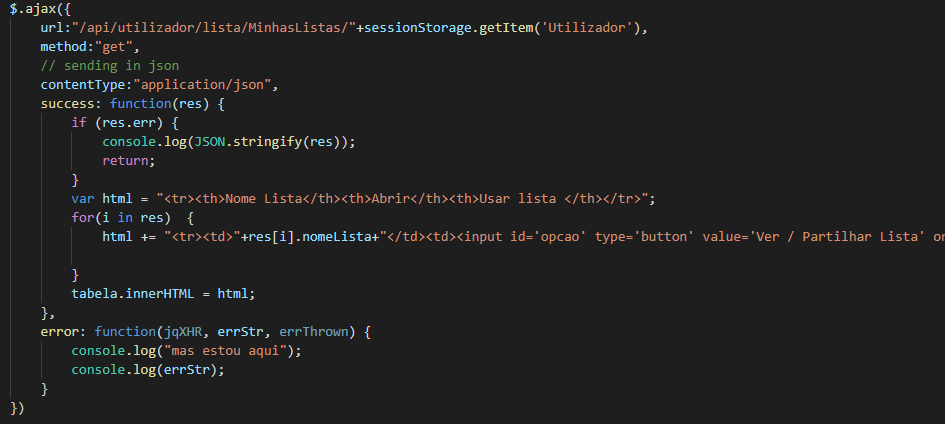 $.ajax({
url:"/api/utilizador/lista/MinhasListas/"+sessionStorage.getItem('Utilizador'),
method:"get",
// sending in json
contentType:"application/json",
success: function(res) {
if (res.err) {
console.log(JSON.stringify(res));
return;
}
var html = "<tr><th>Nome Lista</th><th>Abrir</th><th>Usar lista </th></tr>";
for(i in res)  {
html += "<tr><td>"+res[i].nomeLista+"</td><td><input id='opcao' type='button' value='Ver / Partilhar Lista' on
}
tabela.innerHTML = html;
},
error: function(jqXHR, errStr, errThrown) {
console.log("mas estou aqui");
console.log(errStr);
}
})